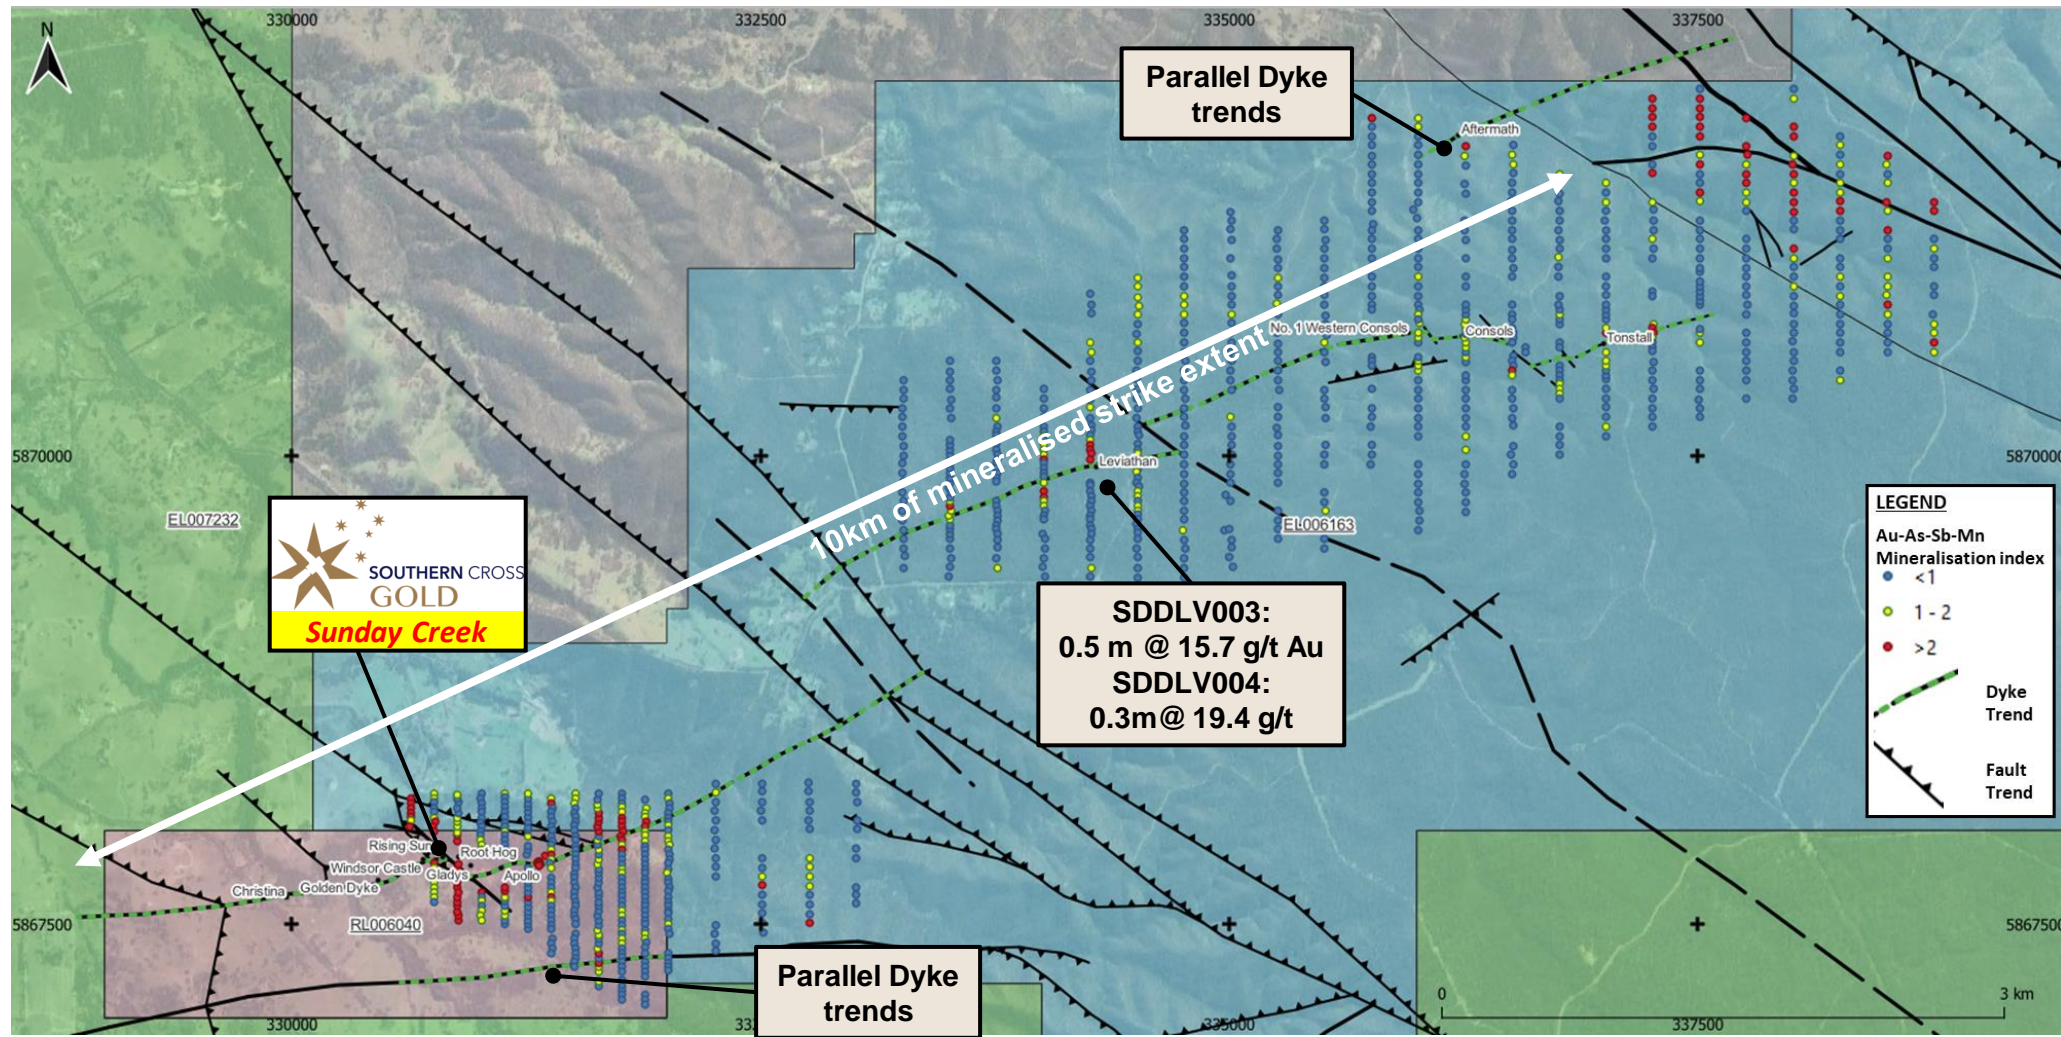 330000
332500
335000
337500
N
Parallel Dyke
trends
Aftermath
No. 1 Western Consols
Consols
Tonstall
10km of mineralised strike extent
5870000
Leviathan
5870000
EL007232
EL006163
SOUTHERN CROSS
GOLD
Sunday Creek
SDDLV003:
0.5 m @ 15.7 g/t Au
SDDLV004:
0.3m@ 19.4 g/t
LEGEND
Au-As-Sb-Mn
Mineralisation index
<1
1 - 2
>2
Dyke
Trend
Fault
Trend
Rising Sun
Root Hog
Windsor Castle
Gladys
Apollo
Christina
Golden Dyke
5867500
RL006040
5867500
Parallel Dyke
trends
0
3 km
330000
335000
337500